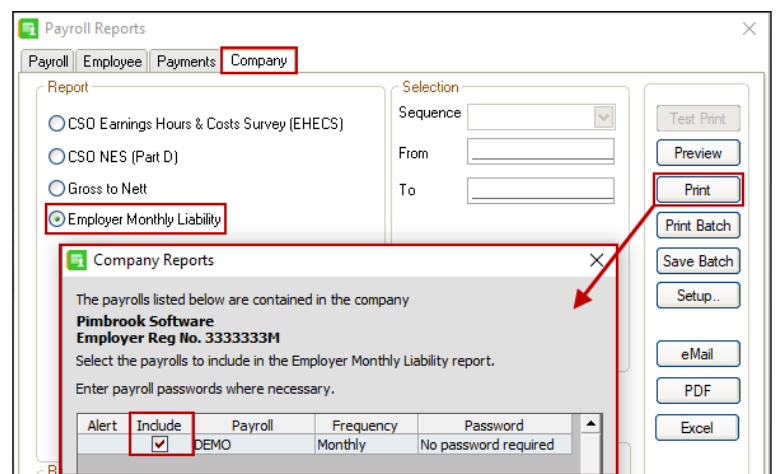 Payroll Reports
Payroll Employee Payments Company
Report
CSO Earnings Hours & Costs Survey (EHECS)
CSO NES (Part D)
Gross to Nett
Employer Monthly Liability
Selection
Sequence
From
To
Test Print
Preview
Print
Print Batch
Save Batch
Setup..
eMail
PDF
Excel
Company Reports
The payrolls listed below are contained in the company
Pimbrook Software
Employer Reg No. 3333333M
Select the payrolls to include in the Employer Monthly Liability report.
Enter payroll passwords where necessary.
Alert Include Payroll Frequency Password
DEMO Monthly No password required